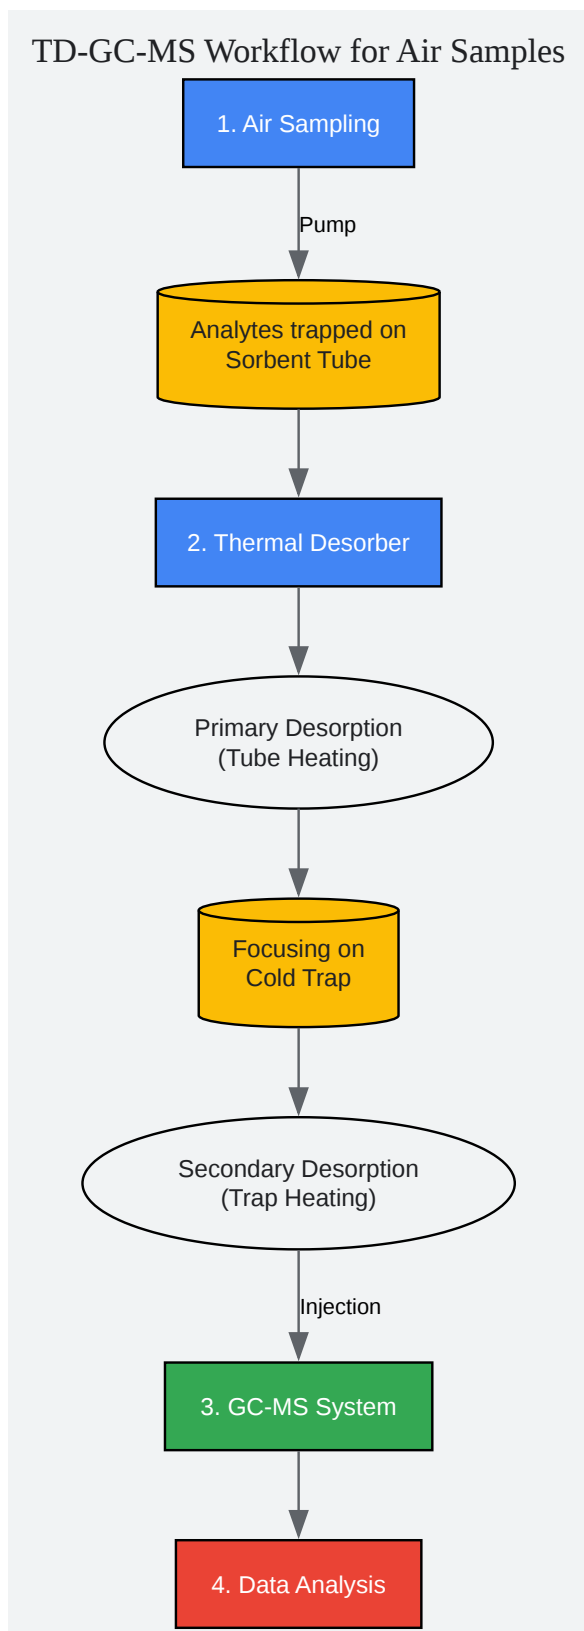 TD-GC-MS Workflow for Air Samples
1. Air Sampling
Pump
Analytes trapped on
Sorbent Tube
2. Thermal Desorber
Primary Desorption
(Tube Heating)
Focusing on
Cold Trap
Secondary Desorption
(Trap Heating)
Injection
3. GC-MS System
4. Data Analysis